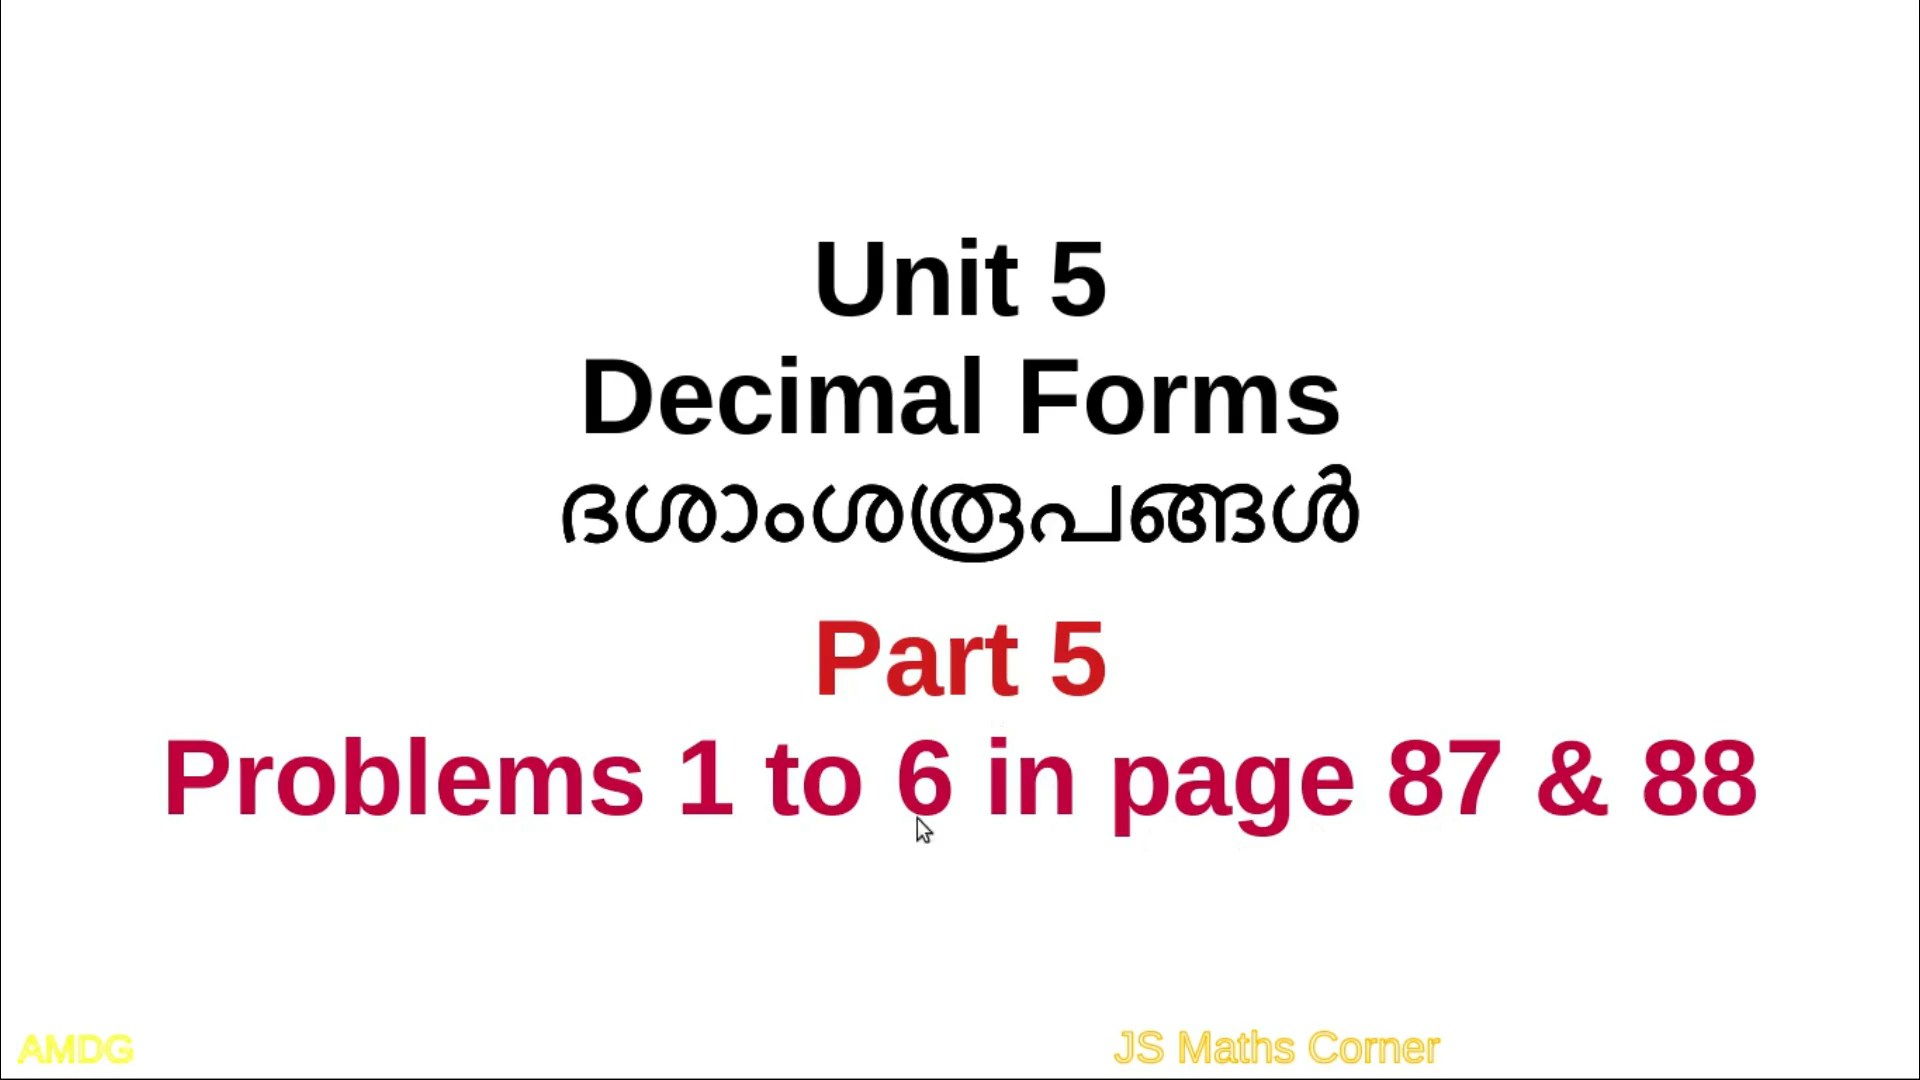 Unit 5
Decimal Forms
ദശാംശരൂപങ്ങൾ
Part 5
Problems 1 to 6 in page 87 & 88
AMDG
JS Maths Corner